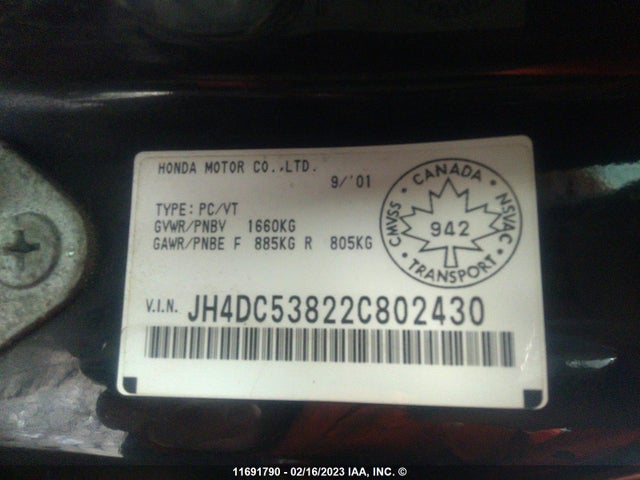 HONDA MOTOR CO.,LTD.
9/'01
TYPE: PC/VT
GVWR/PNBV 1660KG
GAWR/PNBE F 885KG R 805KG
CANADA
CMVSS 942 NSVAC
TRANSPORT
V.I.N. JH4DC53822C802430
11691790 - 02/16/2023 IAA, INC. ©